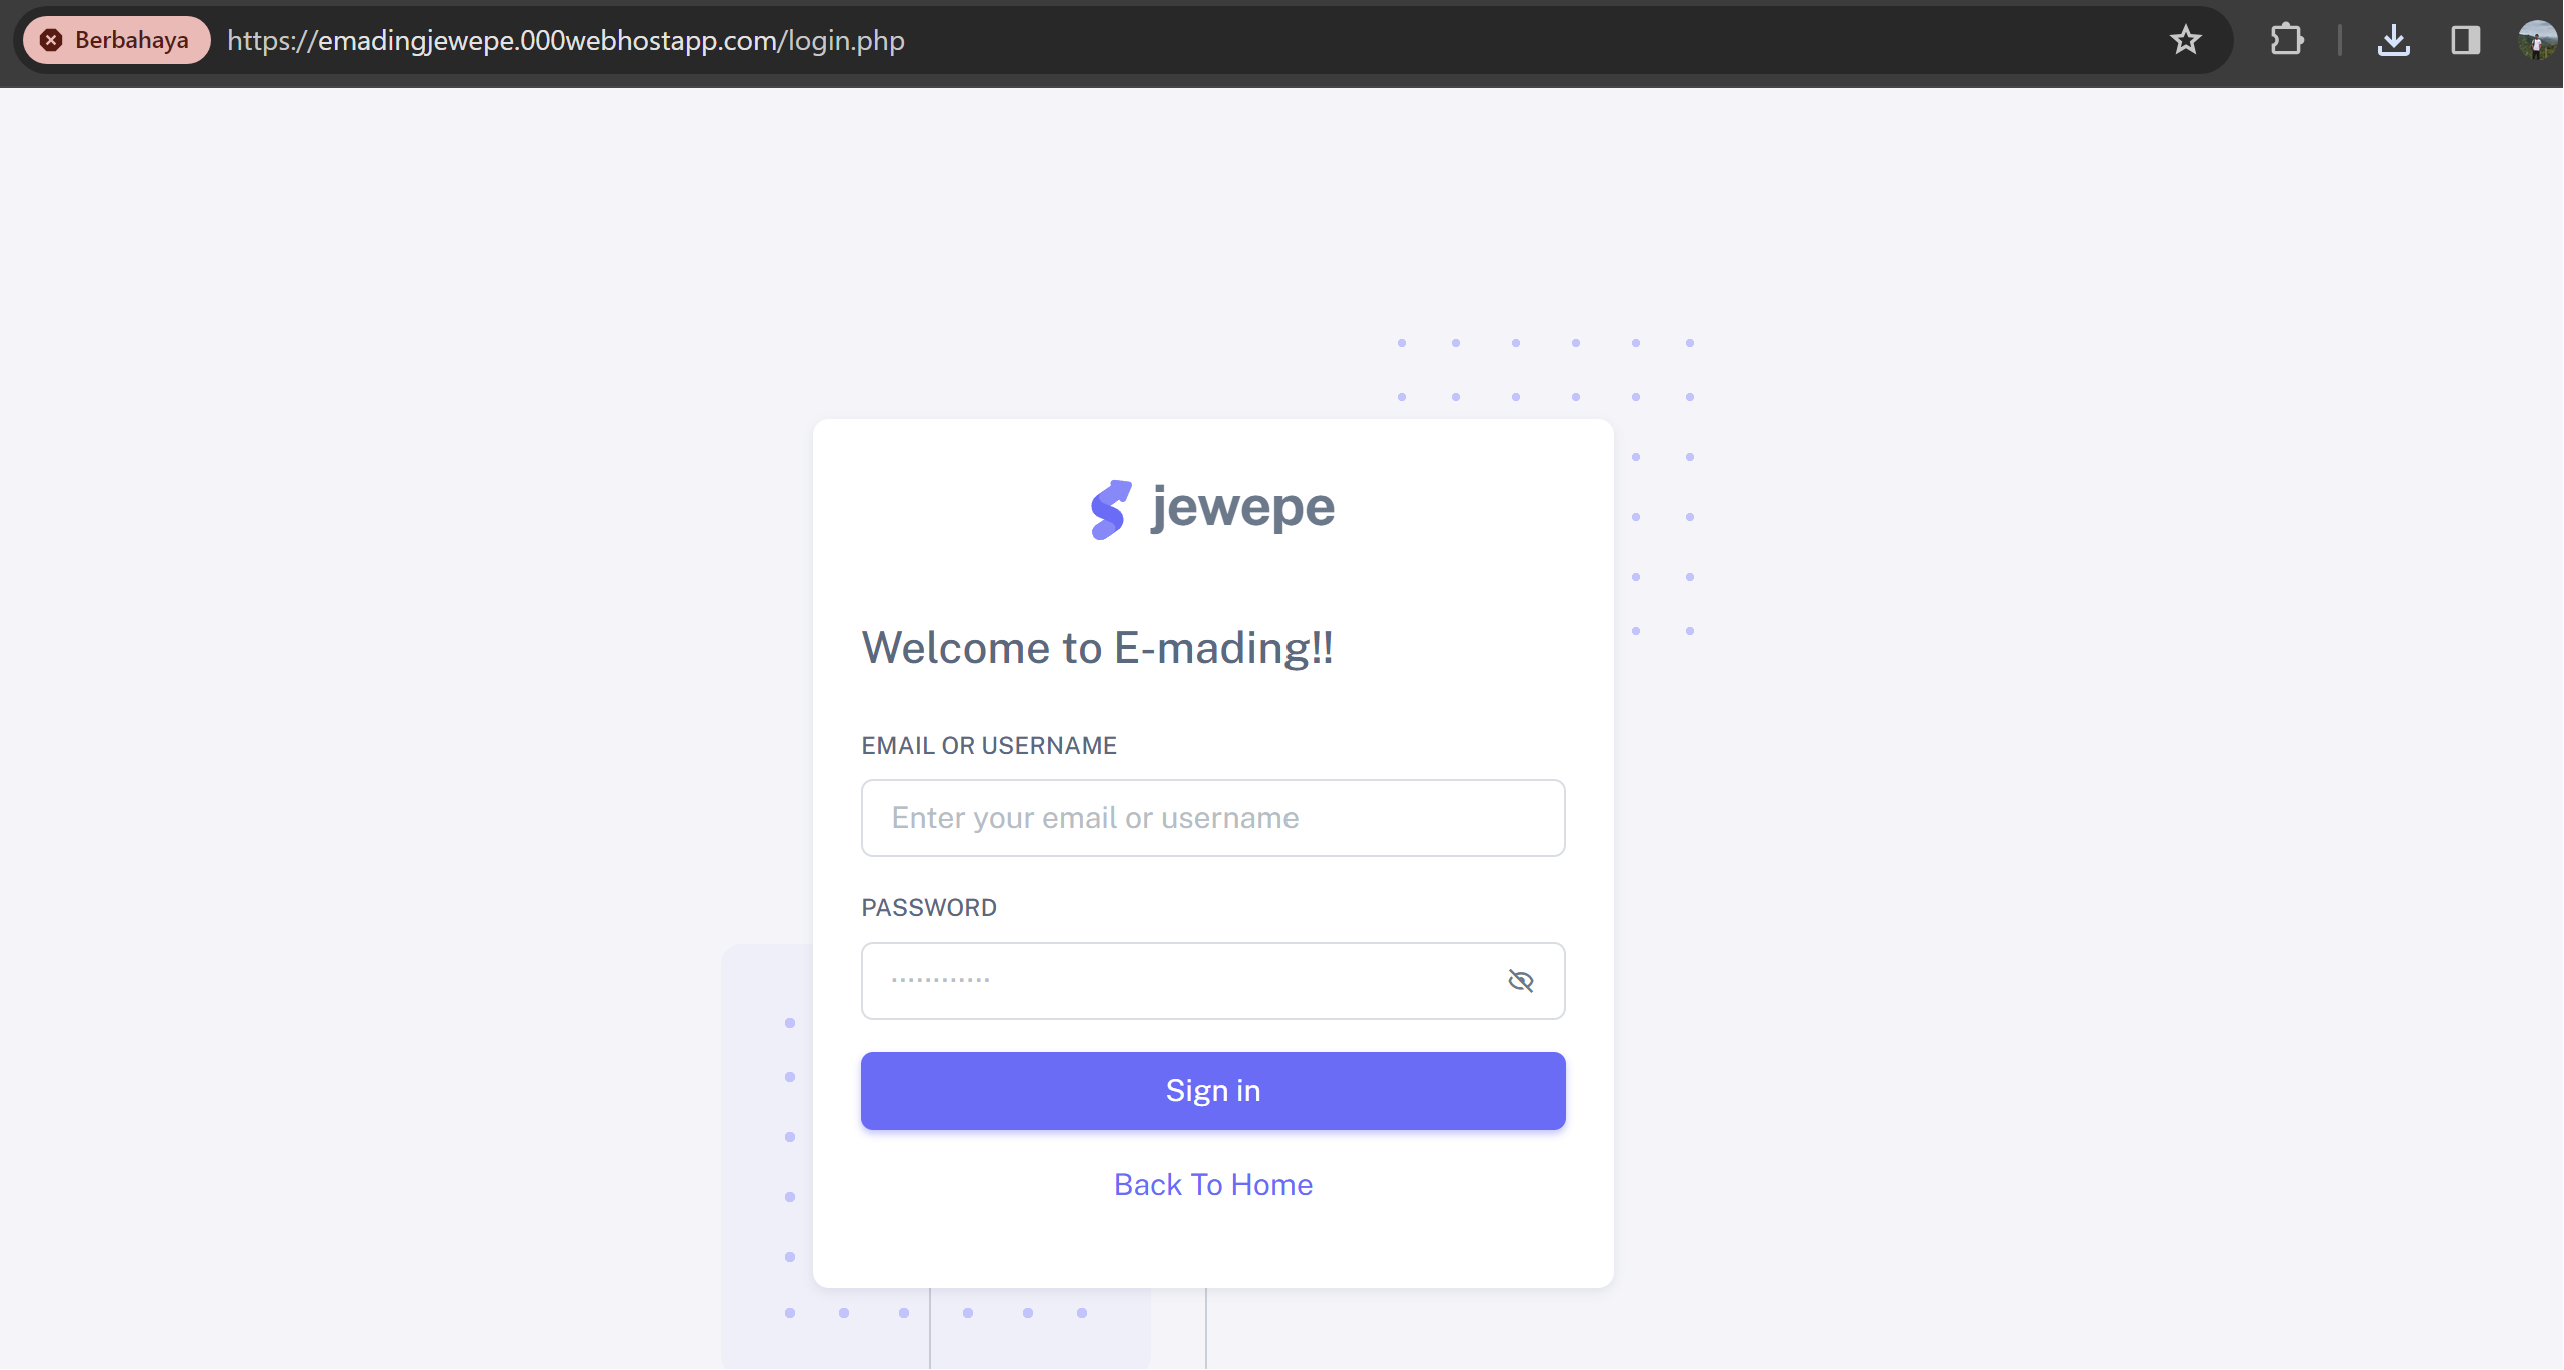 Berbahaya https://emadingjewepe.000webhostapp.com/login.php
jewepe
Welcome to E-mading!!
EMAIL OR USERNAME
Enter your email or username
PASSWORD
············
Sign in
Back To Home